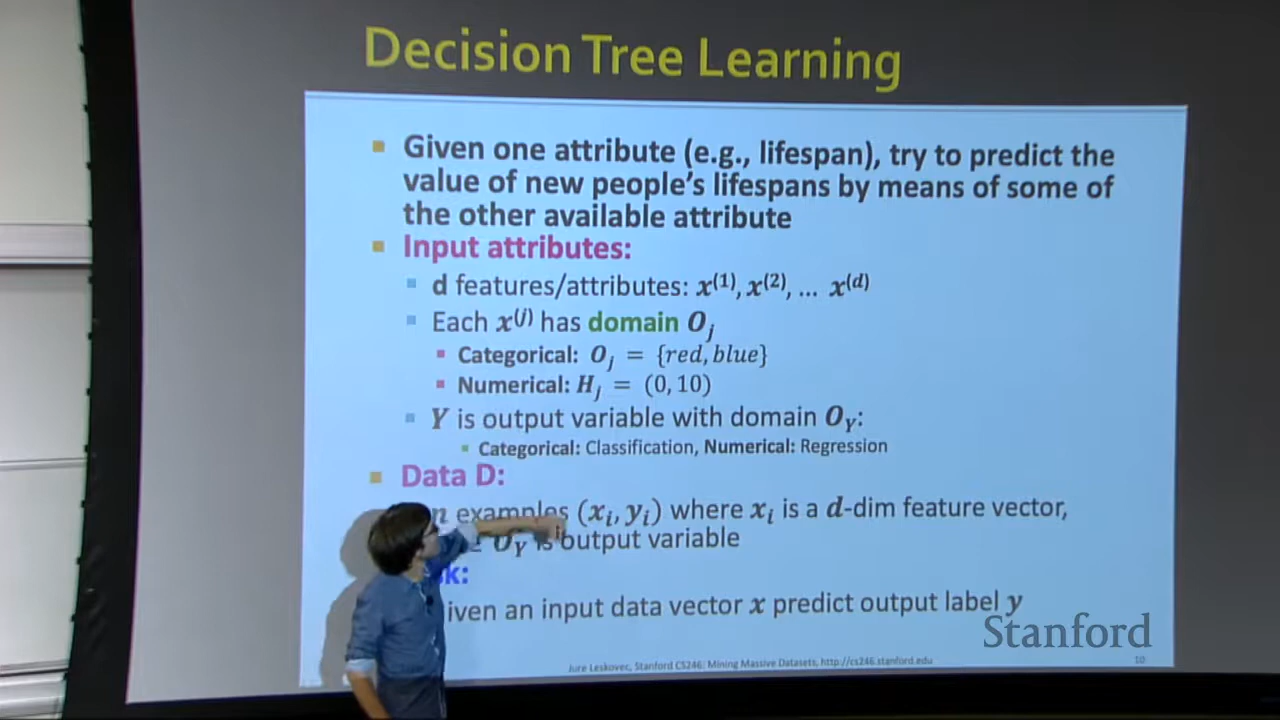 Decision Tree Learning
Given one attribute (e.g., lifespan), try to predict the
value of new people's lifespans by means of some of
the other available attribute
Input attributes:
d features/attributes: x⁽¹⁾, x⁽²⁾, … x⁽ᵈ⁾
Each x⁽ʲ⁾ has domain Oⱼ
Categorical: Oⱼ = {red, blue}
Numerical: Hⱼ = (0, 10)
Y is output variable with domain O_Y:
Categorical: Classification, Numerical: Regression
Data D:
n examples (xᵢ, yᵢ) where xᵢ is a d-dim feature vector,
O_Y is output variable
Given an input data vector x predict output label y
Stanford
Jure Leskovec, Stanford CS246: Mining Massive Datasets, http://cs246.stanford.edu
10